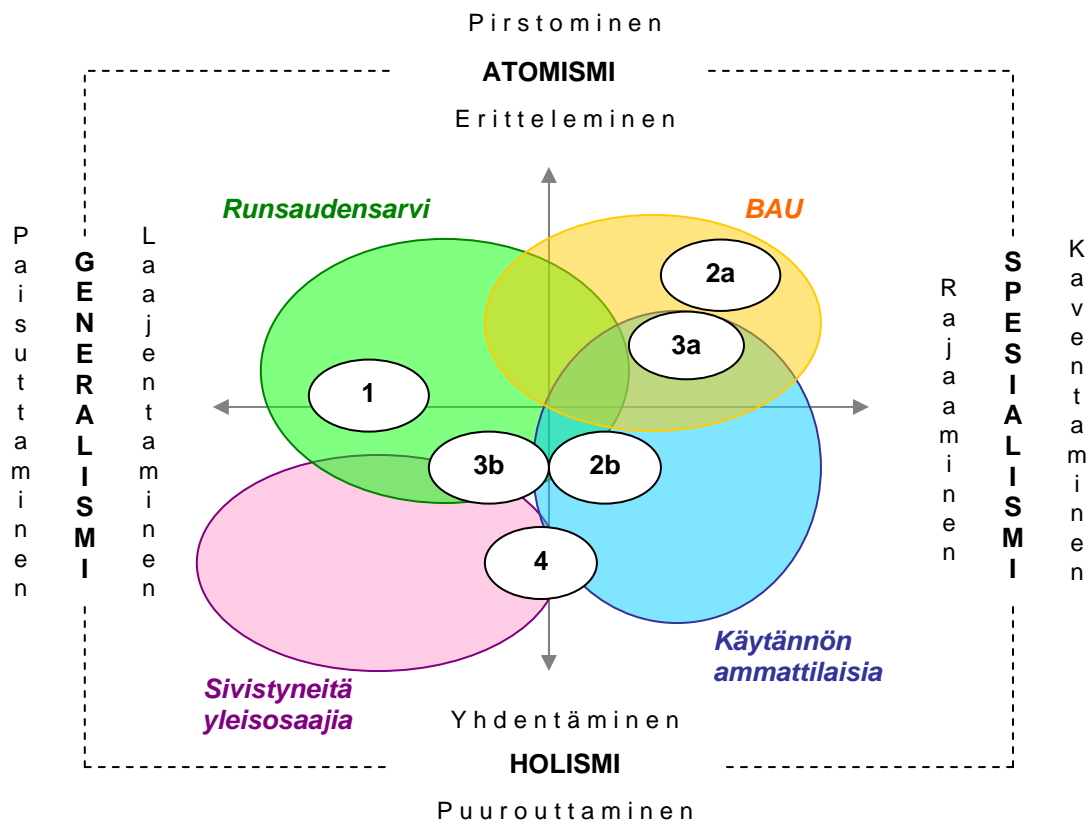 Pirstominen
ATOMISMI
Eritteleminen
Runsaudensarvi
BAU
Paisuttaminen
GENERALISMI
Laajentaminen
2a
3a
1
3b
2b
4
Rajaaminen
SPESIALISMI
Kaventaminen
Käytännön
ammattilaisia
Sivistyneitä
yleisosaajia
Yhdentäminen
HOLISMI
Puurouttaminen